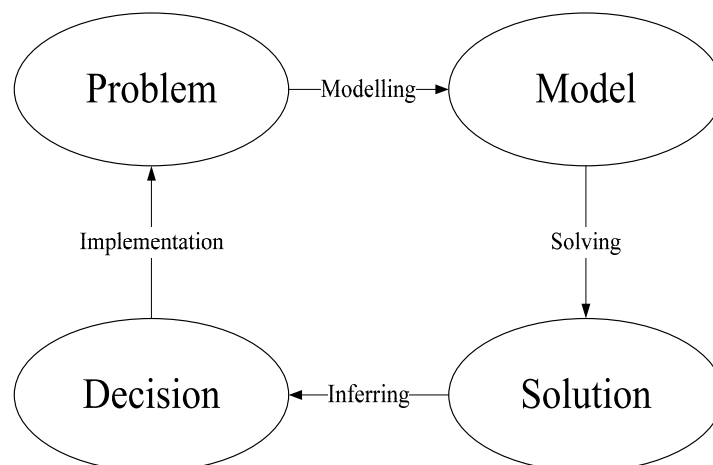 Problem
Modelling
Model
Implementation
Solving
Decision
Inferring
Solution